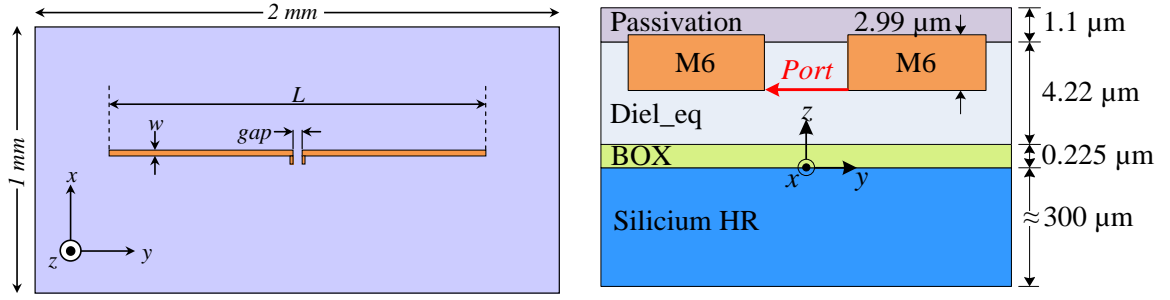 2 mm
1 mm
L
w
gap
x
z
y
Passivation
2.99 µm
1.1 µm
M6
M6
Port
4.22 µm
Diel_eq
z
BOX
0.225 µm
x
y
Silicium HR
≈ 300 µm